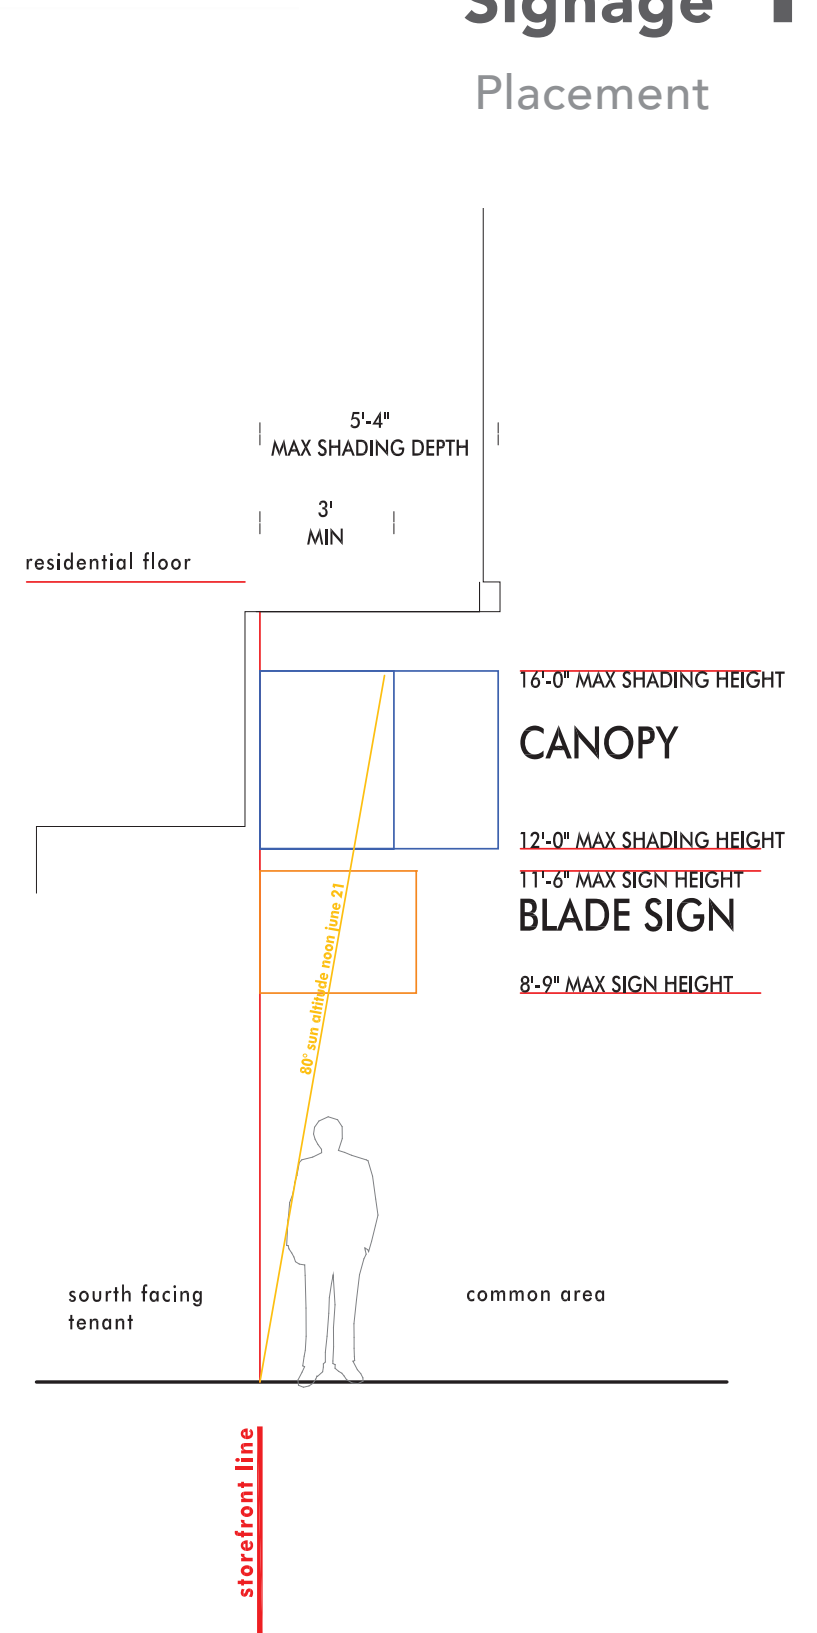 Signage
Placement
5'-4"
MAX SHADING DEPTH
3'
MIN
residential floor
16'-0" MAX SHADING HEIGHT
CANOPY
12'-0" MAX SHADING HEIGHT
11'-6" MAX SIGN HEIGHT
BLADE SIGN
8'-9" MAX SIGN HEIGHT
80° sun altitude noon june 21
sourth facing
tenant
common area
storefront line